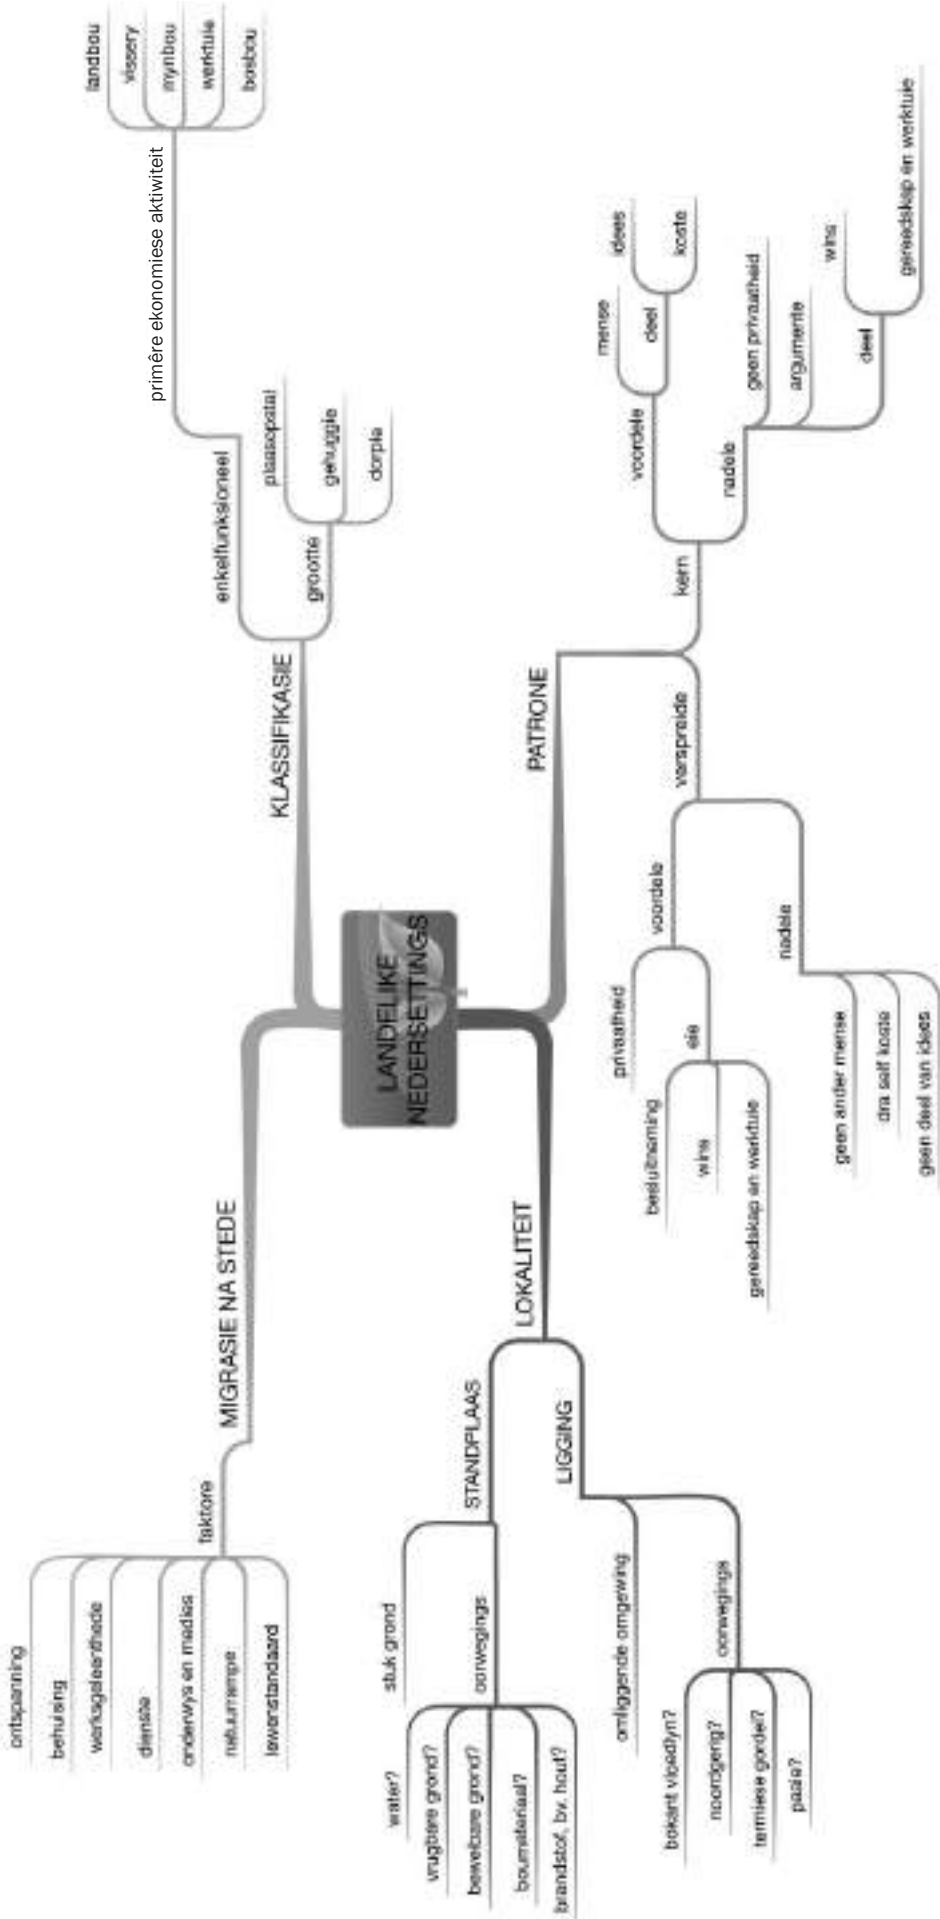 LANDELIKE
NEDERSETTINGS
MIGRASIE NA STEDE
faktore
ontspanning
behuising
werksgeleenthede
dienste
onderwys en medies
natuurrampe
lewenstandaard
KLASSIFIKASIE
enkelfunksioneel
primêre ekonomiese aktiwiteit
landbou
vissery
mynbou
werktuie
bosbou
grootte
plaasopstal
gehuggie
dorpie
LOKALITEIT
STANDPLAAS
stuk grond
oorwegings
water?
vrugbare grond?
beweibare grond?
boumateriaal?
brandstof, bv. hout?
LIGGING
omliggende omgewing
oorwegings
bokant vloedlyn?
noordgerig?
termiese gordel?
paaie?
PATRONE
kern
voordele
mense
deel
idees
koste
nadele
geen privaatheid
argumente
deel
wins
gereedskap en werktuie
verspreide
voordele
privaatheid
eie
besluitneming
wins
gereedskap en werktuie
nadele
geen ander mense
dra self koste
geen deel van idees